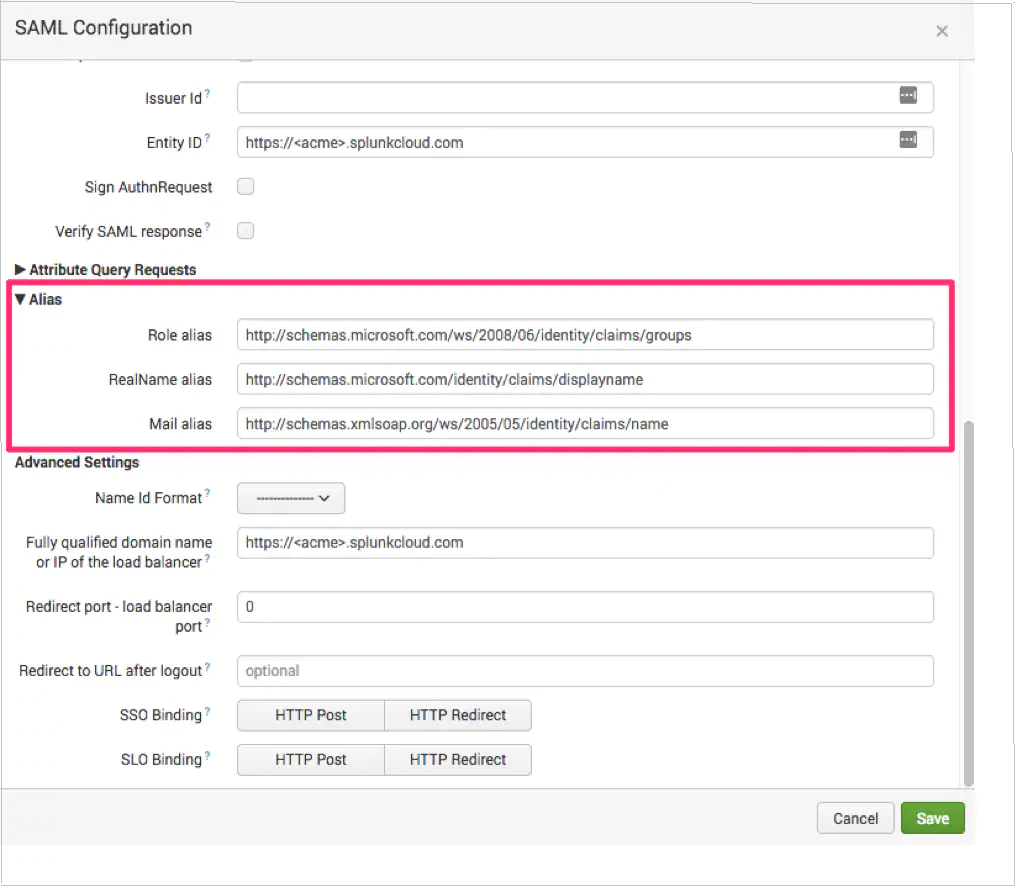 SAML Configuration
×
Issuer Id ?
Entity ID ? https://<acme>.splunkcloud.com
Sign AuthnRequest
Verify SAML response ?
▶ Attribute Query Requests
▼ Alias
Role alias http://schemas.microsoft.com/ws/2008/06/identity/claims/groups
RealName alias http://schemas.microsoft.com/identity/claims/displayname
Mail alias http://schemas.xmlsoap.org/ws/2005/05/identity/claims/name
Advanced Settings
Name Id Format ? --------------
Fully qualified domain name https://<acme>.splunkcloud.com
or IP of the load balancer ?
Redirect port - load balancer 0
port ?
Redirect to URL after logout ? optional
SSO Binding ? HTTP Post HTTP Redirect
SLO Binding ? HTTP Post HTTP Redirect
Cancel Save